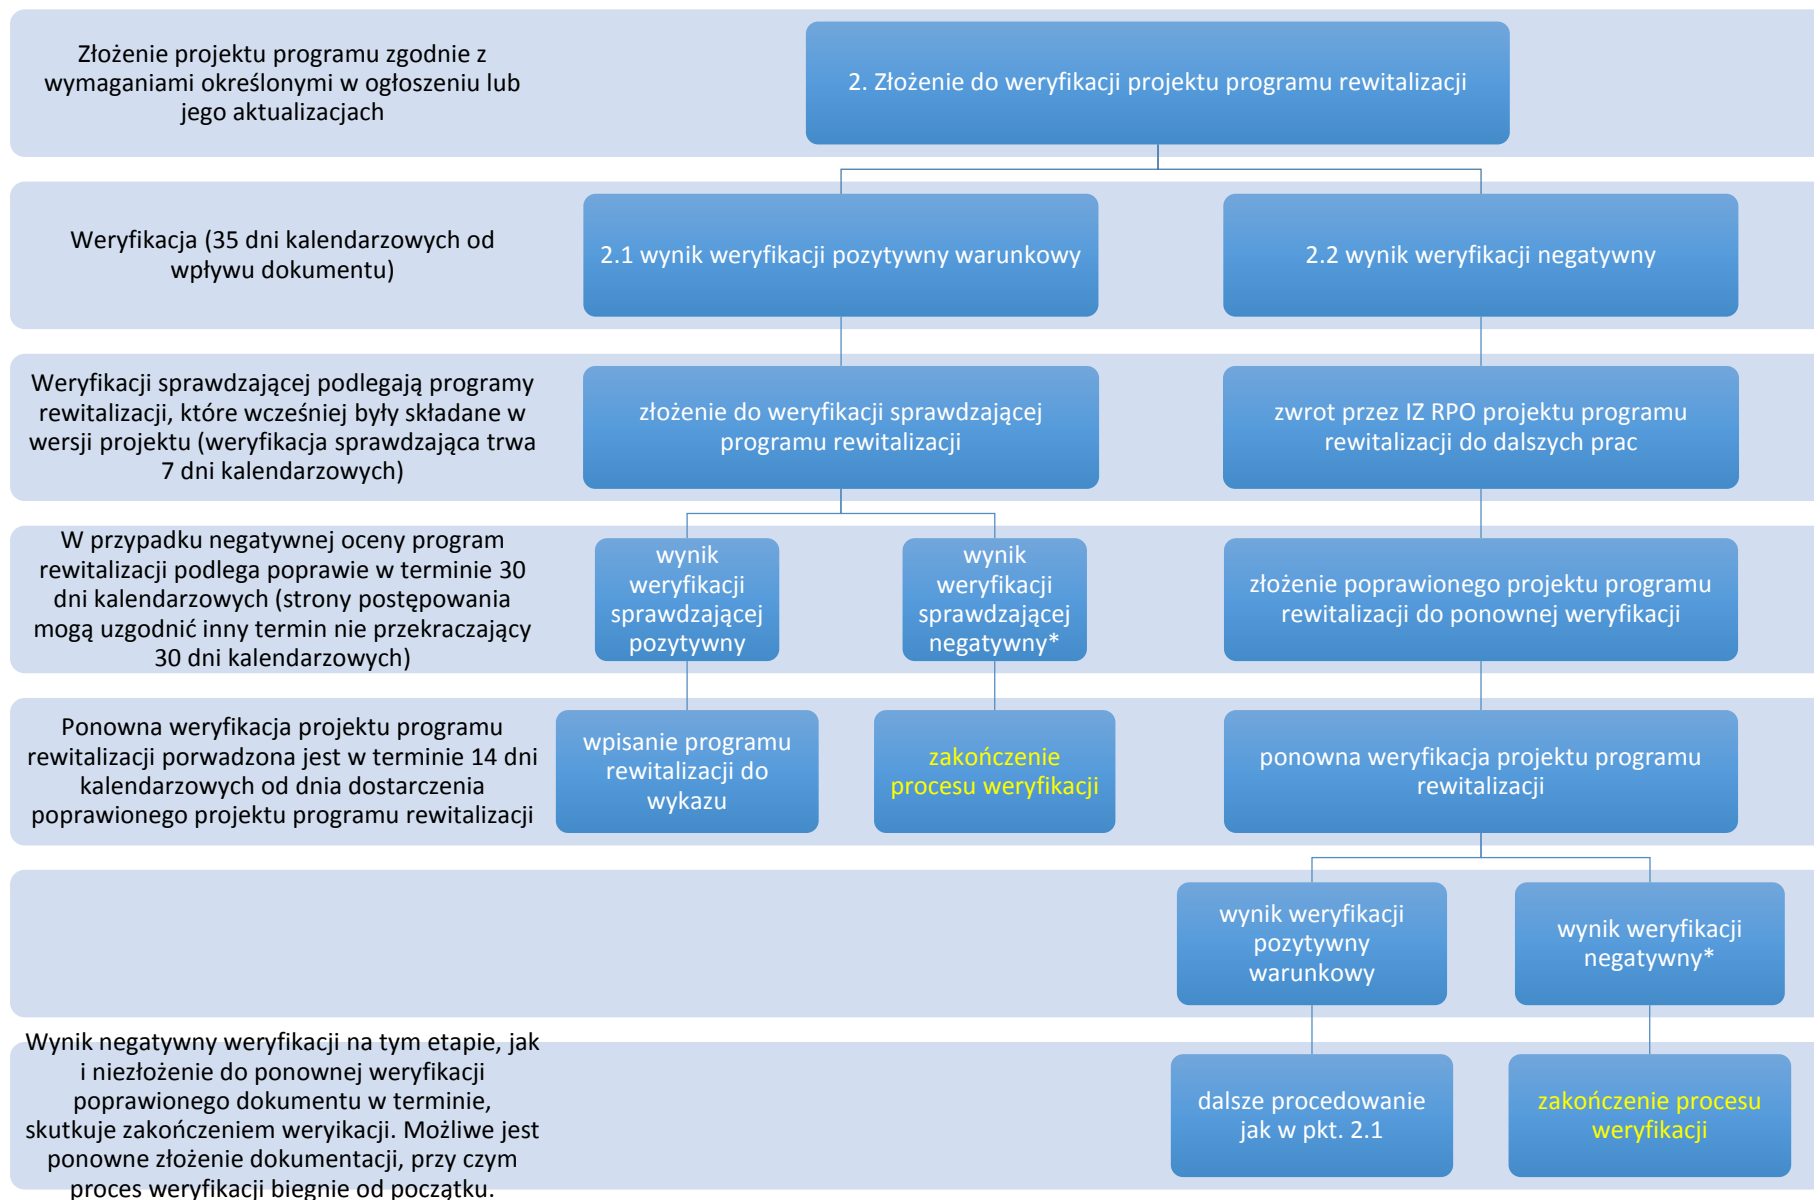 Złożenie projektu programu zgodnie z
wymaganiami określonymi w ogłoszeniu lub
jego aktualizacjach
2. Złożenie do weryfikacji projektu programu rewitalizacji
Weryfikacja (35 dni kalendarzowych od
wpływu dokumentu)
2.1 wynik weryfikacji pozytywny warunkowy
2.2 wynik weryfikacji negatywny
Weryfikacji sprawdzającej podlegają programy
rewitalizacji, które wcześniej były składane w
wersji projektu (weryfikacja sprawdzająca trwa
7 dni kalendarzowych)
złożenie do weryfikacji sprawdzającej
programu rewitalizacji
zwrot przez IZ RPO projektu programu
rewitalizacji do dalszych prac
W przypadku negatywnej oceny program
rewitalizacji podlega poprawie w terminie 30
dni kalendarzowych (strony postępowania
mogą uzgodnić inny termin nie przekraczający
30 dni kalendarzowych)
wynik
weryfikacji
sprawdzającej
pozytywny
wynik
weryfikacji
sprawdzającej
negatywny*
złożenie poprawionego projektu programu
rewitalizacji do ponownej weryfikacji
Ponowna weryfikacja projektu programu
rewitalizacji porwadzona jest w terminie 14 dni
kalendarzowych od dnia dostarczenia
poprawionego projektu programu rewitalizacji
wpisanie programu
rewitalizacji do
wykazu
zakończenie
procesu weryfikacji
ponowna weryfikacja projektu programu
rewitalizacji
wynik weryfikacji
pozytywny
warunkowy
wynik weryfikacji
negatywny*
Wynik negatywny weryfikacji na tym etapie, jak
i niezłożenie do ponownej weryfikacji
poprawionego dokumentu w terminie,
skutkuje zakończeniem weryikacji. Możliwe jest
ponowne złożenie dokumentacji, przy czym
proces weryfikacji biegnie od początku.
dalsze procedowanie
jak w pkt. 2.1
zakończenie procesu
weryfikacji